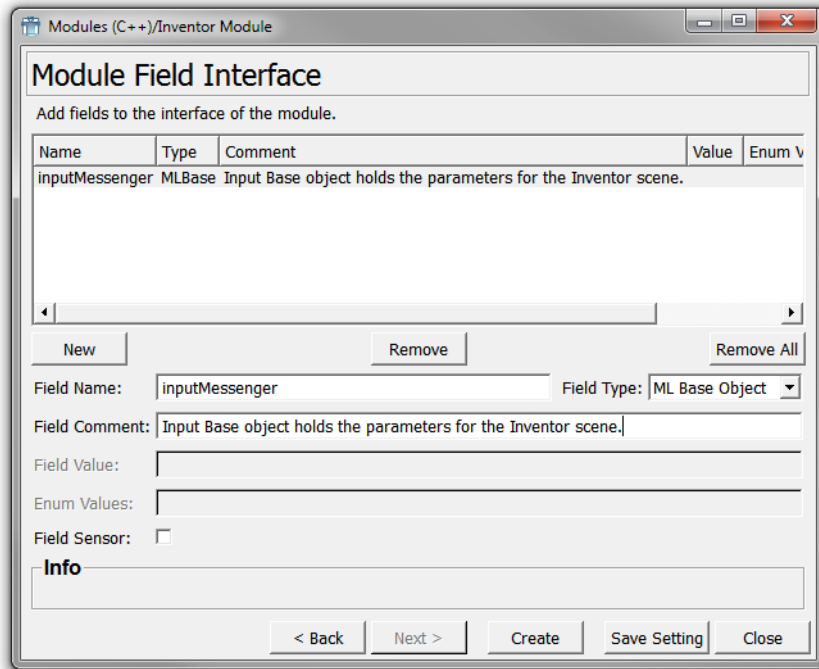 Modules (C++)/Inventor Module
Module Field Interface
Add fields to the interface of the module.
Name Type Comment Value Enum V
inputMessenger MLBase Input Base object holds the parameters for the Inventor scene.
New Remove Remove All
Field Name: inputMessenger Field Type: ML Base Object
Field Comment: Input Base object holds the parameters for the Inventor scene.
Field Value:
Enum Values:
Field Sensor:
Info
< Back Next > Create Save Setting Close